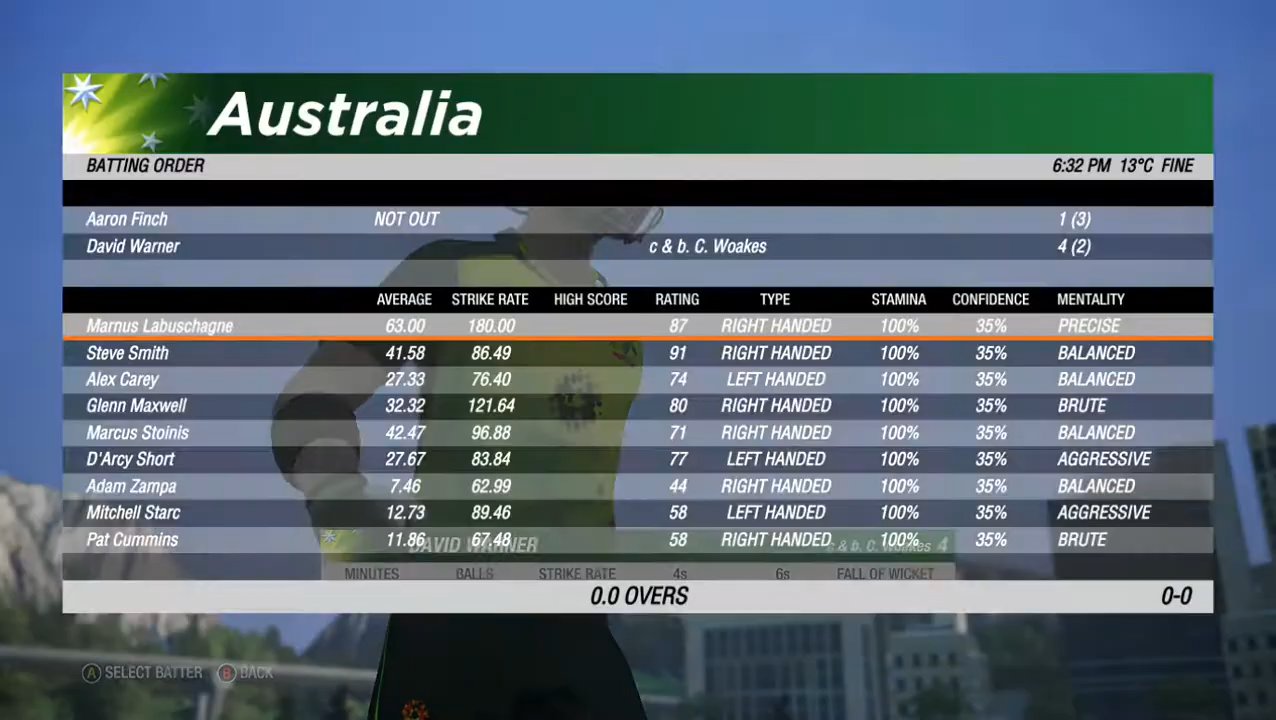 Australia
BATTING ORDER 6:32 PM 13°C FINE
Aaron Finch NOT OUT 1 (3)
David Warner c & b. C. Woakes 4 (2)
AVERAGE STRIKE RATE HIGH SCORE RATING TYPE STAMINA CONFIDENCE MENTALITY
Marnus Labuschagne 63.00 180.00 87 RIGHT HANDED 100% 35% PRECISE
Steve Smith 41.58 86.49 91 RIGHT HANDED 100% 35% BALANCED
Alex Carey 27.33 76.40 74 LEFT HANDED 100% 35% BALANCED
Glenn Maxwell 32.32 121.64 80 RIGHT HANDED 100% 35% BRUTE
Marcus Stoinis 42.47 96.88 71 RIGHT HANDED 100% 35% BALANCED
D'Arcy Short 27.67 83.84 77 LEFT HANDED 100% 35% AGGRESSIVE
Adam Zampa 7.46 62.99 44 RIGHT HANDED 100% 35% BALANCED
Mitchell Starc 12.73 89.46 58 LEFT HANDED 100% 35% AGGRESSIVE
Pat Cummins 11.86 67.48 58 RIGHT HANDED 100% 35% BRUTE
DAVID WARNER c & b. C. Woakes 4
MINUTES BALLS STRIKE RATE 4s 6s FALL OF WICKET
0.0 OVERS 0-0
A SELECT BATTER B BACK